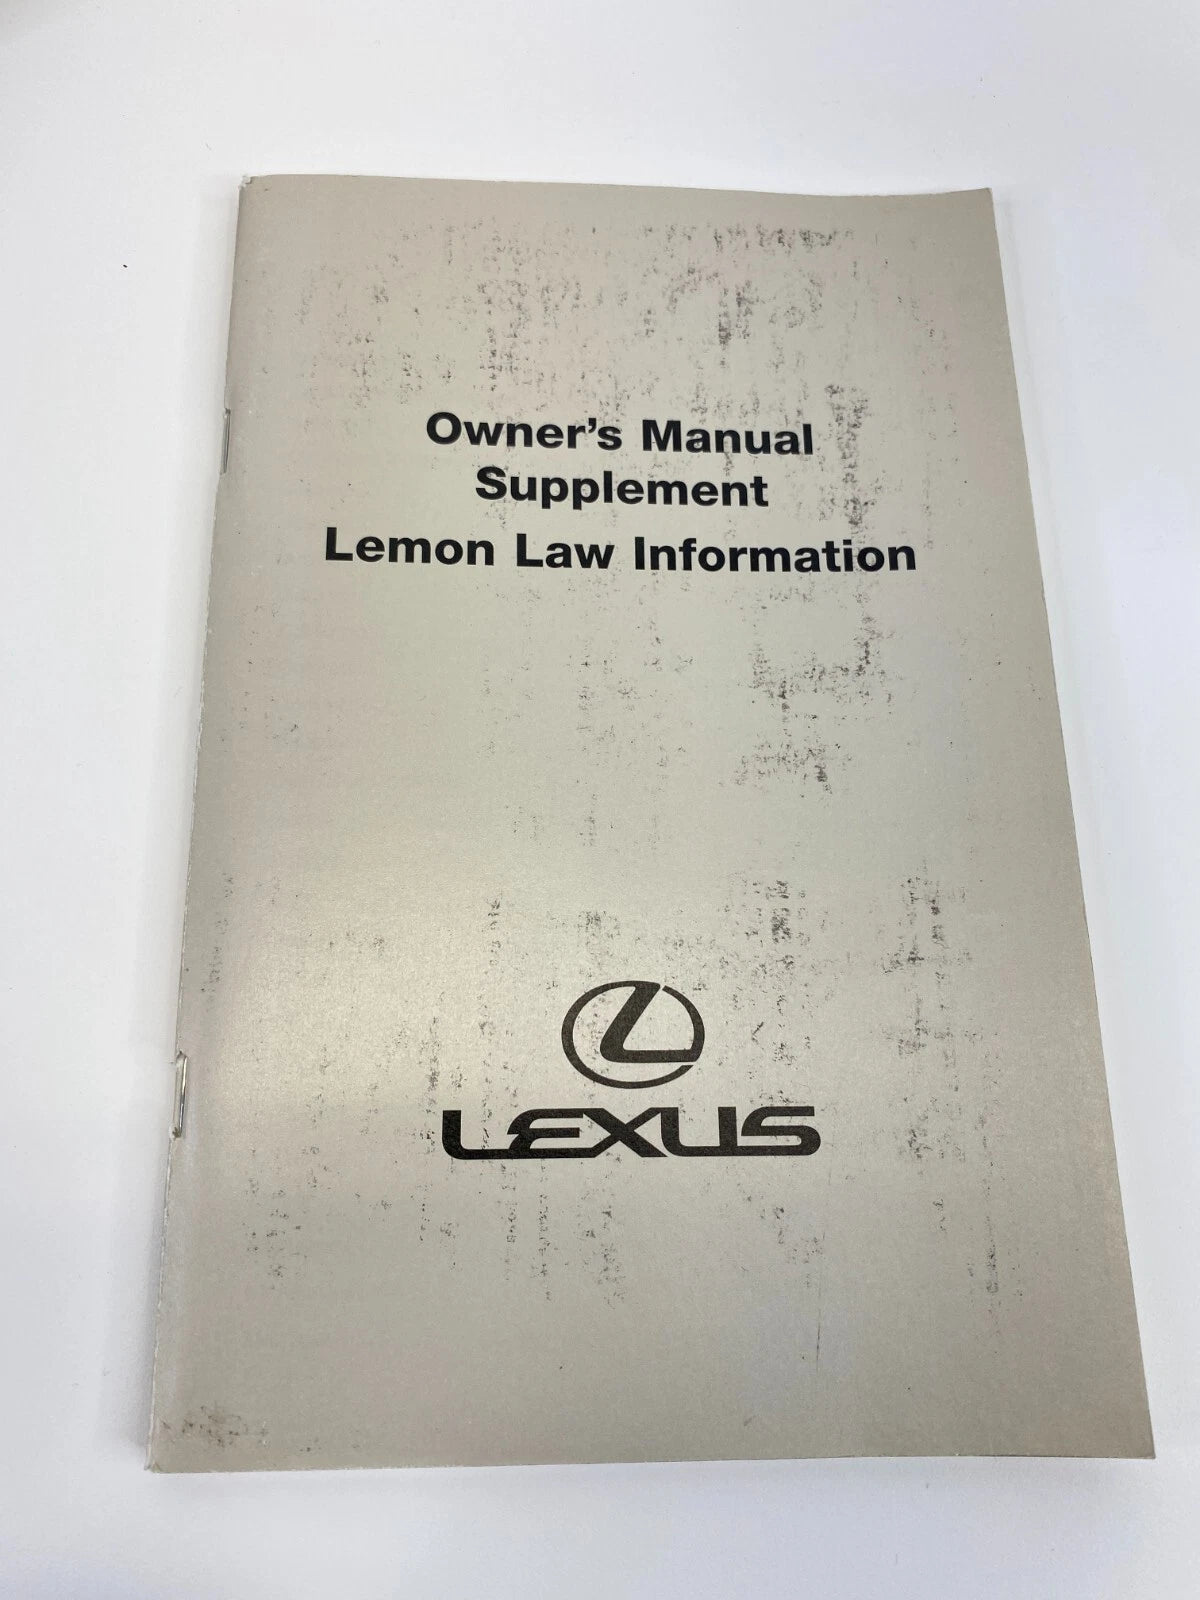 Owner's Manual
Supplement
Lemon Law Information
LEXUS